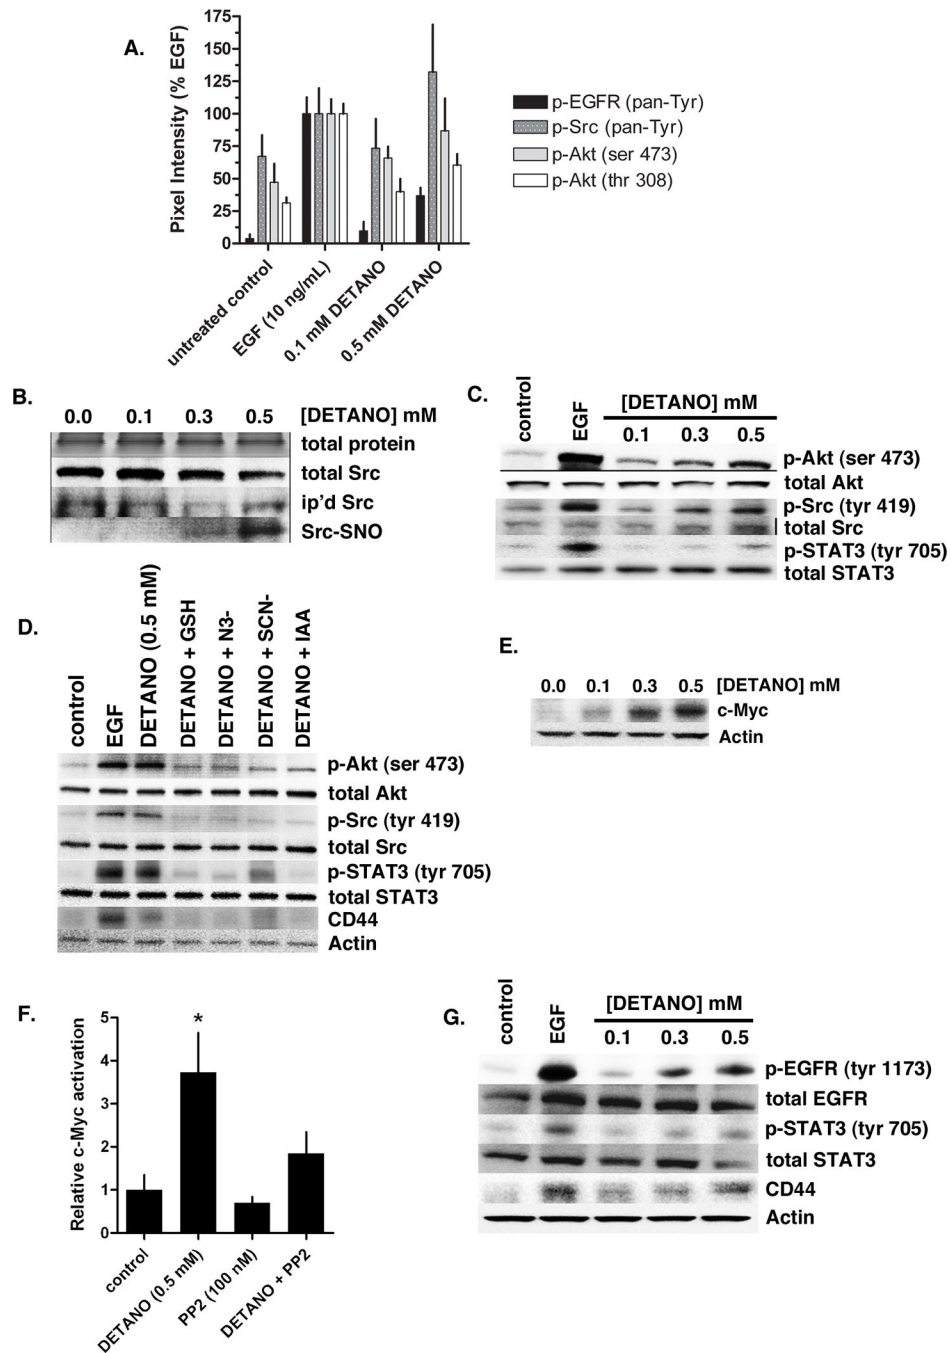 A.
Pixel Intensity (% EGF)
175
150
125
100
75
50
25
0
untreated control
EGF (10 ng/mL)
0.1 mM DETANO
0.5 mM DETANO
p-EGFR (pan-Tyr)
p-Src (pan-Tyr)
p-Akt (ser 473)
p-Akt (thr 308)
B.
0.0 0.1 0.3 0.5 [DETANO] mM
total protein
total Src
ip'd Src
Src-SNO
C.
control
EGF
[DETANO] mM
0.1 0.3 0.5
p-Akt (ser 473)
total Akt
p-Src (tyr 419)
total Src
p-STAT3 (tyr 705)
total STAT3
D.
control
EGF
DETANO (0.5 mM)
DETANO + GSH
DETANO + N3-
DETANO + SCN-
DETANO + IAA
p-Akt (ser 473)
total Akt
p-Src (tyr 419)
total Src
p-STAT3 (tyr 705)
total STAT3
CD44
Actin
E.
0.0 0.1 0.3 0.5 [DETANO] mM
c-Myc
Actin
F.
Relative c-Myc activation
5
4
3
2
1
0
*
control
DETANO (0.5 mM)
PP2 (100 nM)
DETANO + PP2
G.
control
EGF
[DETANO] mM
0.1 0.3 0.5
p-EGFR (tyr 1173)
total EGFR
p-STAT3 (tyr 705)
total STAT3
CD44
Actin